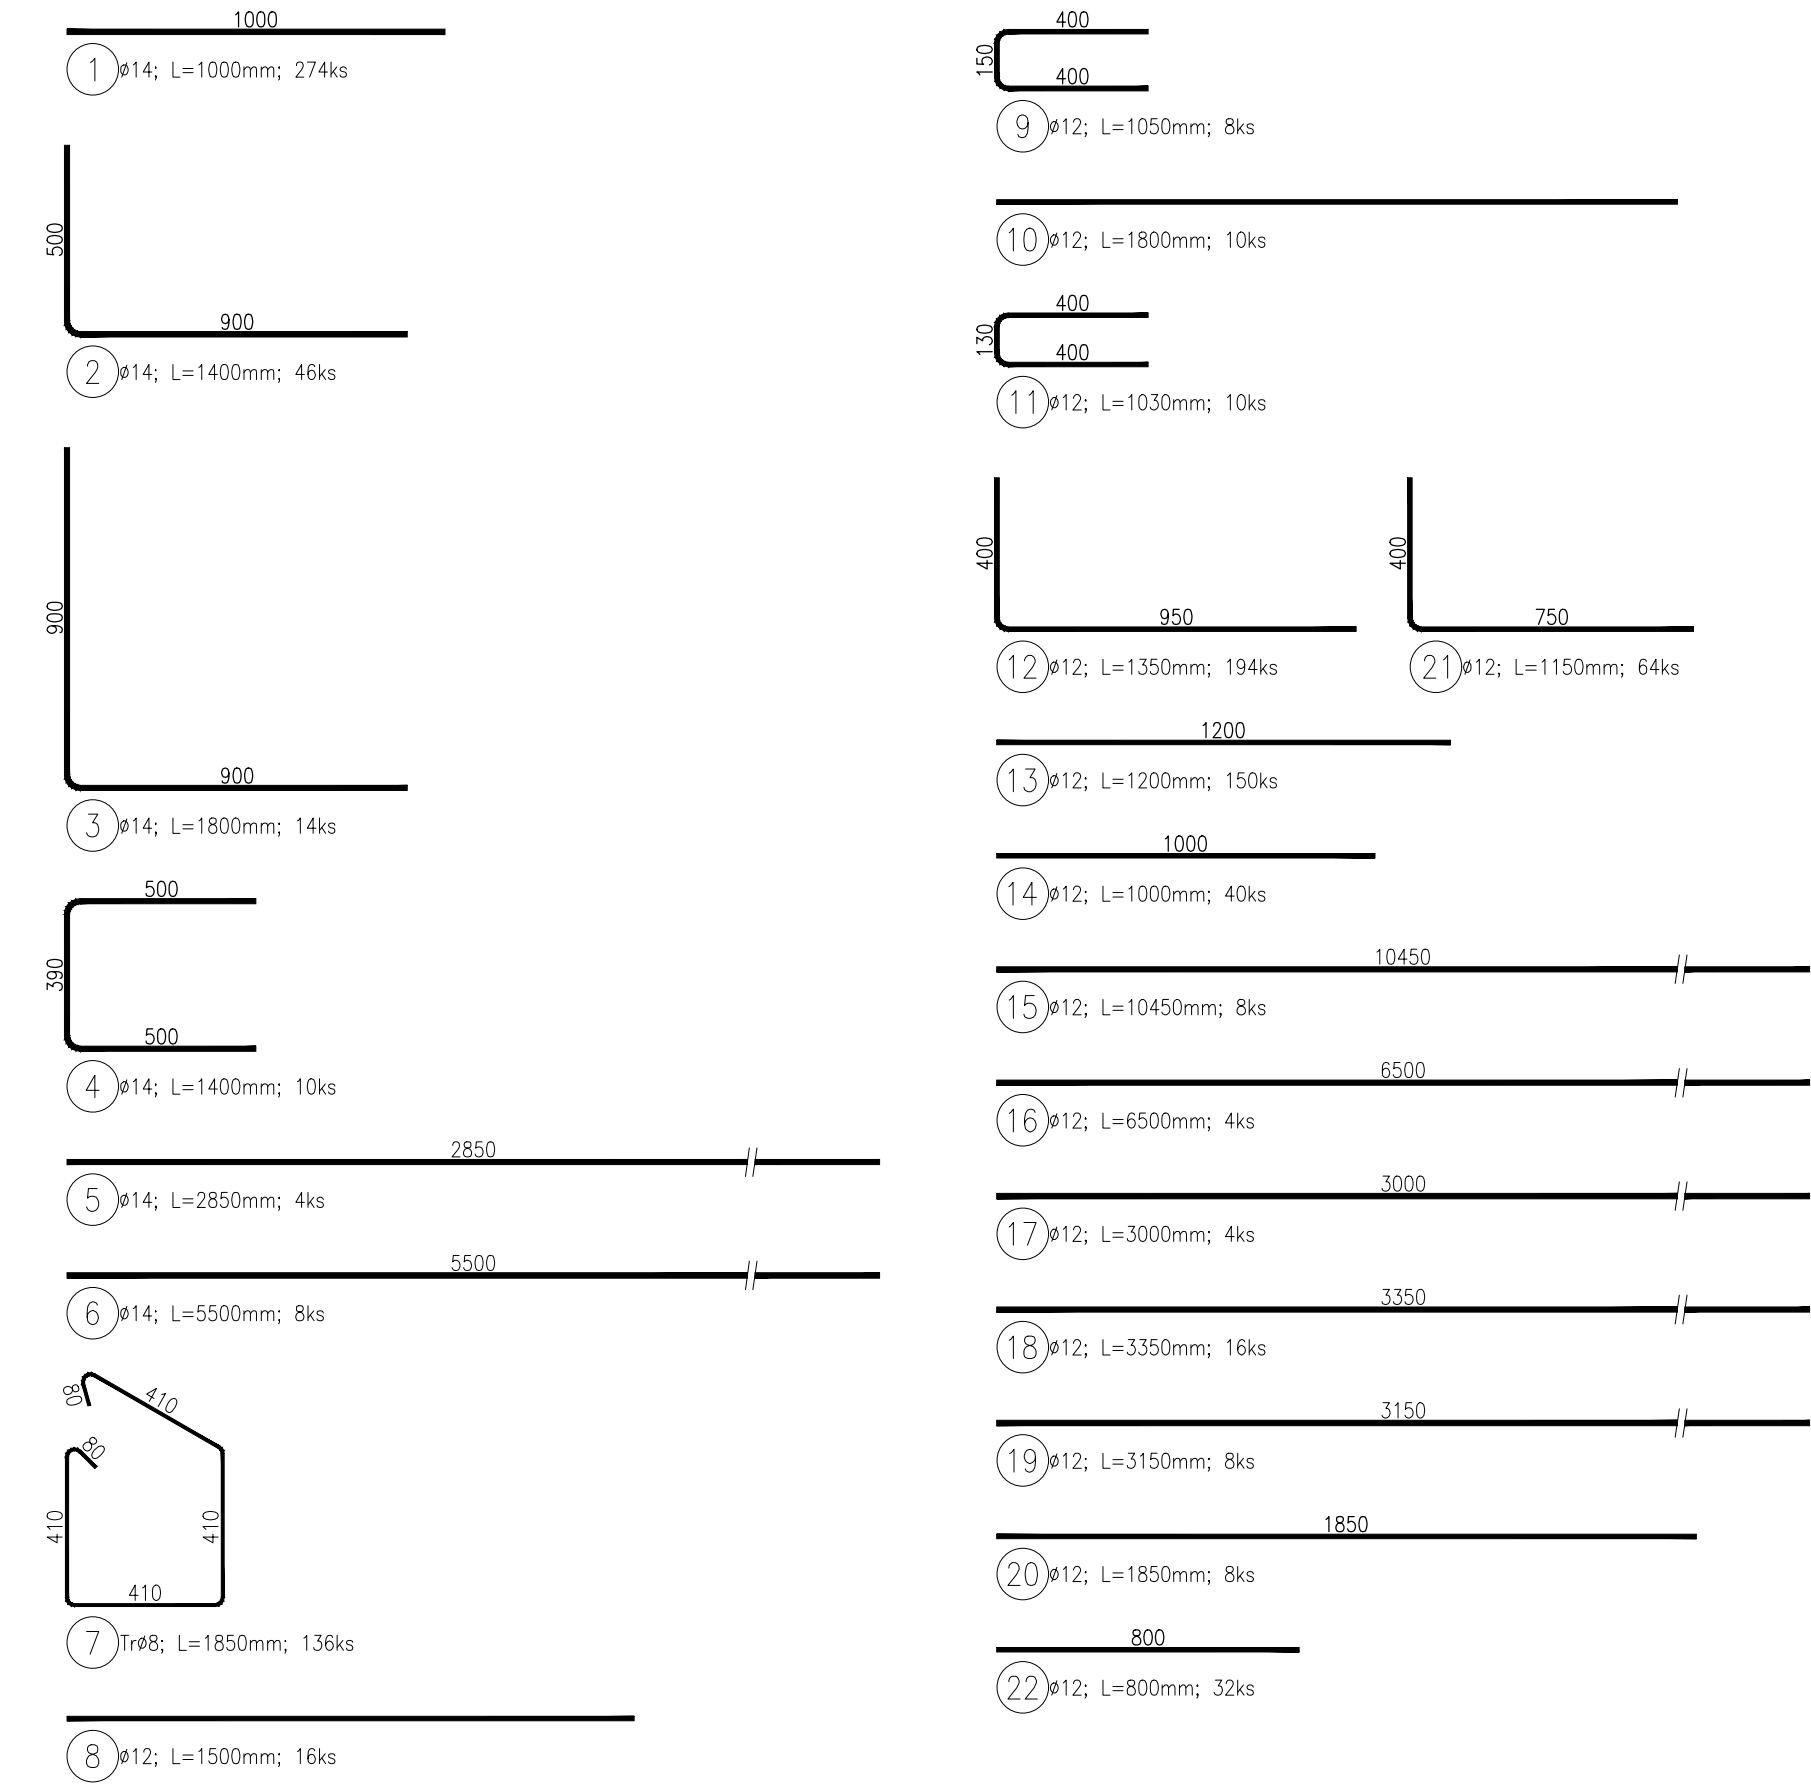 1000
1 ø14; L=1000mm; 274ks
500
900
2 ø14; L=1400mm; 46ks
900
900
3 ø14; L=1800mm; 14ks
500
390
500
4 ø14; L=1400mm; 10ks
2850
5 ø14; L=2850mm; 4ks
5500
6 ø14; L=5500mm; 8ks
80
410
80
410
410
410
7 Trø8; L=1850mm; 136ks
8 ø12; L=1500mm; 16ks
400
150
400
9 ø12; L=1050mm; 8ks
10 ø12; L=1800mm; 10ks
400
130
400
11 ø12; L=1030mm; 10ks
400
950
12 ø12; L=1350mm; 194ks
400
750
21 ø12; L=1150mm; 64ks
1200
13 ø12; L=1200mm; 150ks
1000
14 ø12; L=1000mm; 40ks
10450
15 ø12; L=10450mm; 8ks
6500
16 ø12; L=6500mm; 4ks
3000
17 ø12; L=3000mm; 4ks
3350
18 ø12; L=3350mm; 16ks
3150
19 ø12; L=3150mm; 8ks
1850
20 ø12; L=1850mm; 8ks
800
22 ø12; L=800mm; 32ks